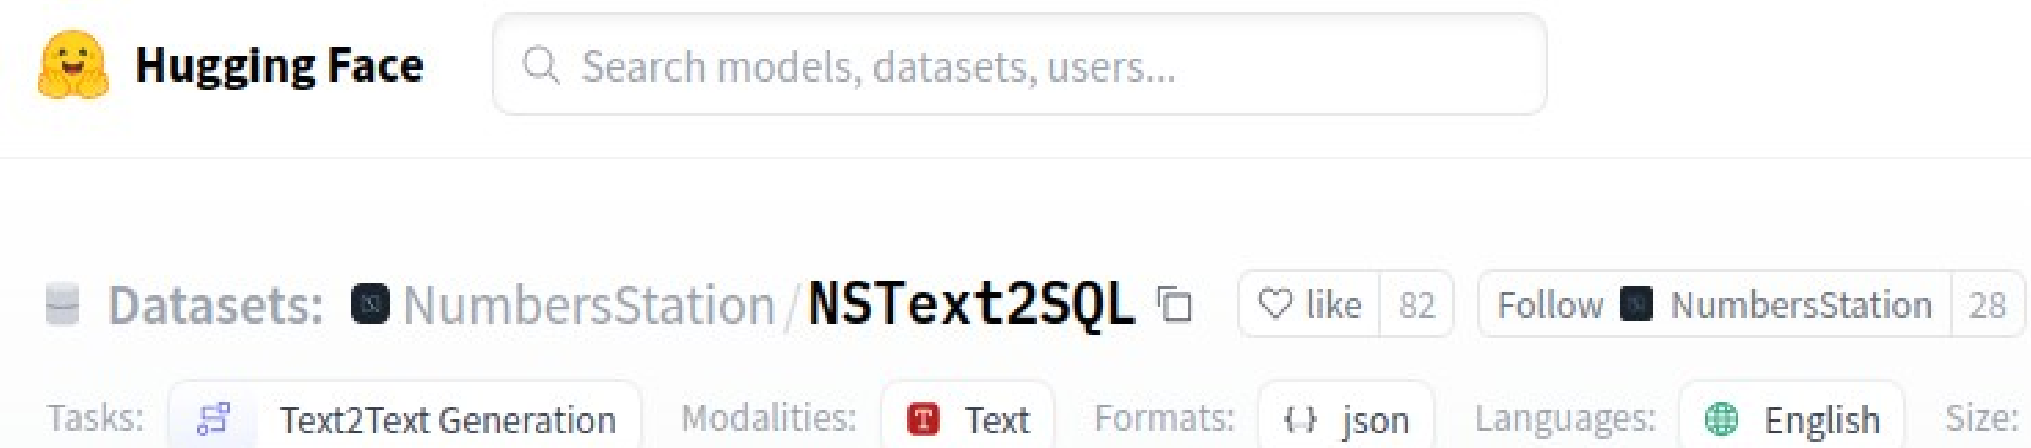 Hugging Face Search models, datasets, users...
Datasets: NumbersStation/NSText2SQL like 82 Follow NumbersStation 28
Tasks: Text2Text Generation Modalities: Text Formats: json Languages: English Size: